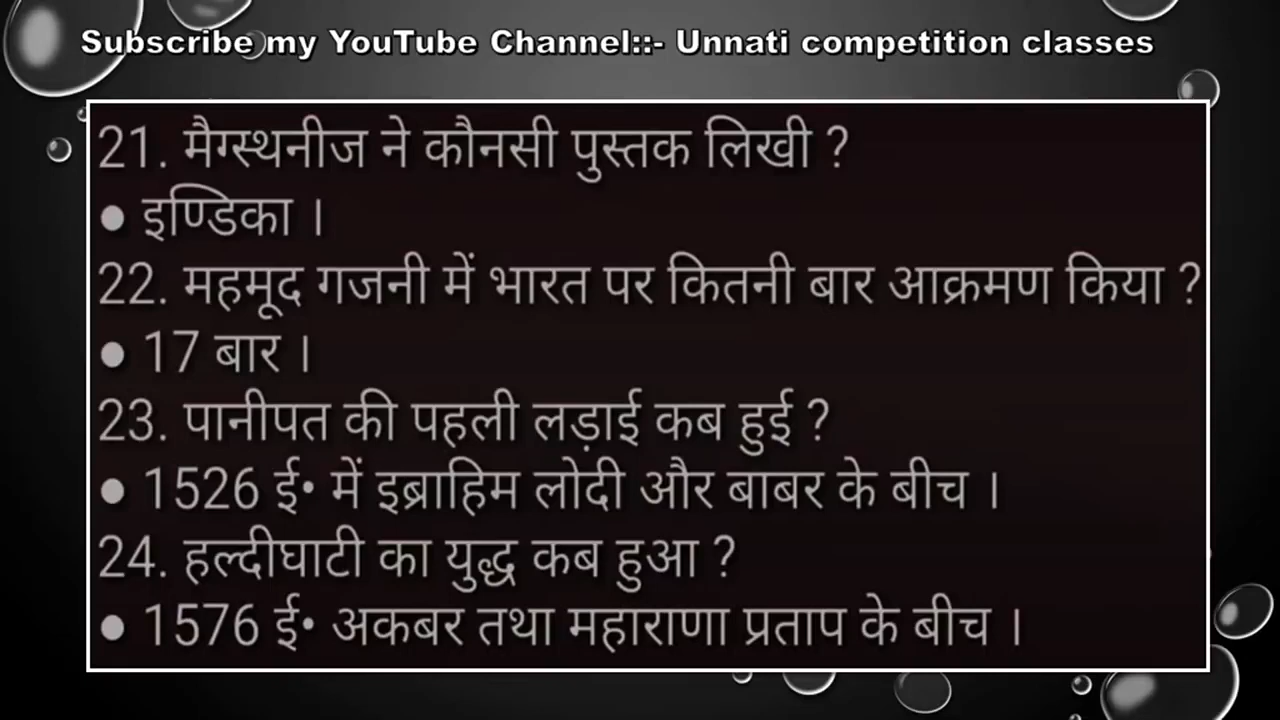 Subscribe my YouTube Channel::- Unnati competition classes
21. मैग्स्थनीज ने कौनसी पुस्तक लिखी ?
● इण्डिका ।
22. महमूद गजनी में भारत पर कितनी बार आक्रमण किया ?
● 17 बार ।
23. पानीपत की पहली लड़ाई कब हुई ?
● 1526 ई॰ में इब्राहिम लोदी और बाबर के बीच ।
24. हल्दीघाटी का युद्ध कब हुआ ?
● 1576 ई॰ अकबर तथा महाराणा प्रताप के बीच ।